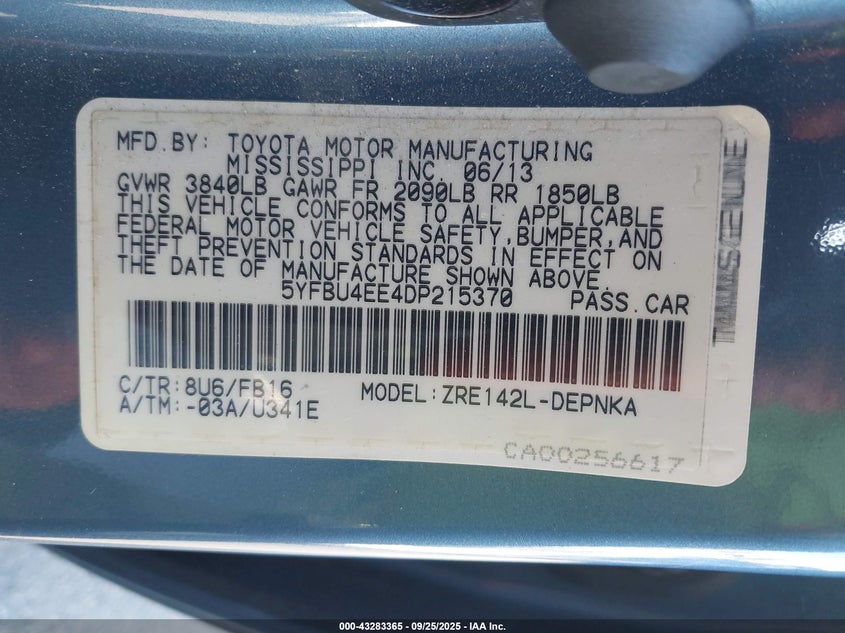 MFD.BY: TOYOTA MOTOR MANUFACTURING
MISSISSIPPI INC. 06/13
GVWR 3840LB GAWR FR 2090LB RR 1850LB
THIS VEHICLE CONFORMS TO ALL APPLICABLE
FEDERAL MOTOR VEHICLE SAFETY,BUMPER,AND
THEFT PREVENTION STANDARDS IN EFFECT ON
THE DATE OF MANUFACTURE SHOWN ABOVE.
5YFBU4EE4DP215370 PASS.CAR
C/TR:8U6/FB16 MODEL:ZRE142L-DEPNKA
A/TM:-03A/U341E
CA00256617
000-43283365 - 09/25/2025 - IAA Inc.